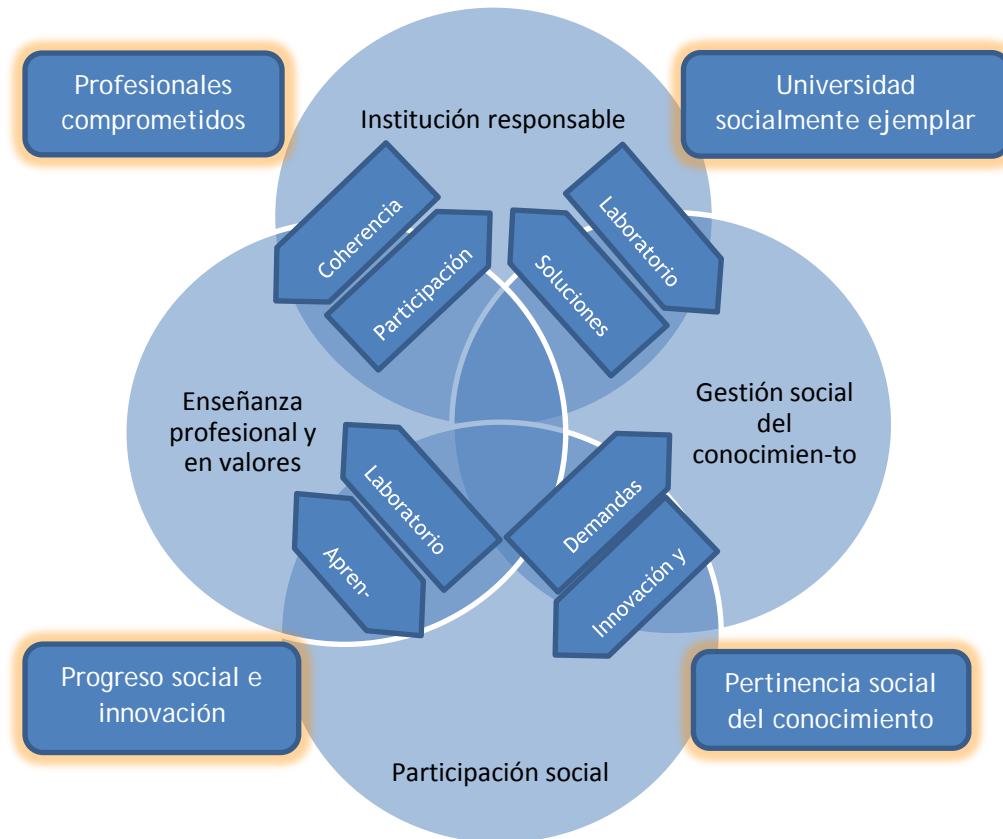 Profesionales
comprometidos
Universidad
socialmente ejemplar
Institución responsable
Coherencia
Participación
Soluciones
Laboratorio
Enseñanza
profesional y
en valores
Gestión social
del
conocimien-to
Laboratorio
Apren-
Demandas
Innovación y
Progreso social e
innovación
Pertinencia social
del conocimiento
Participación social